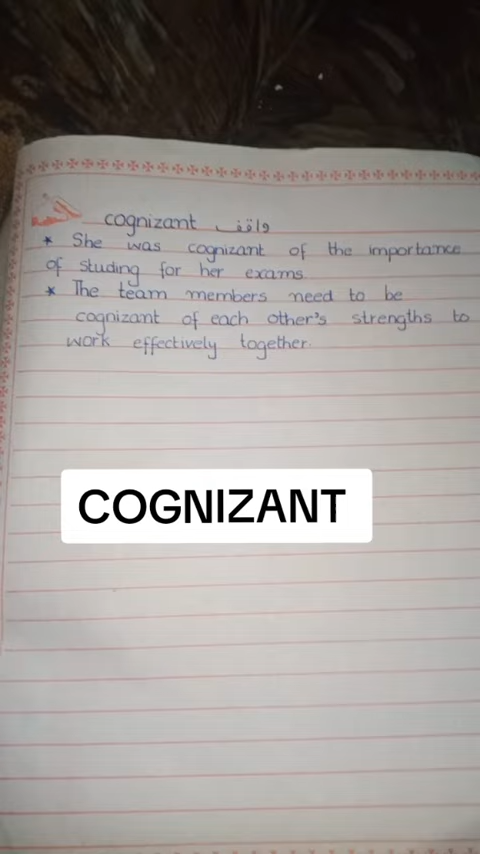 cognizant واقف
* She was cognizant of the importance
of studing for her exams
* The team members need to be
cognizant of each other's strengths to
work effectively together.
COGNIZANT